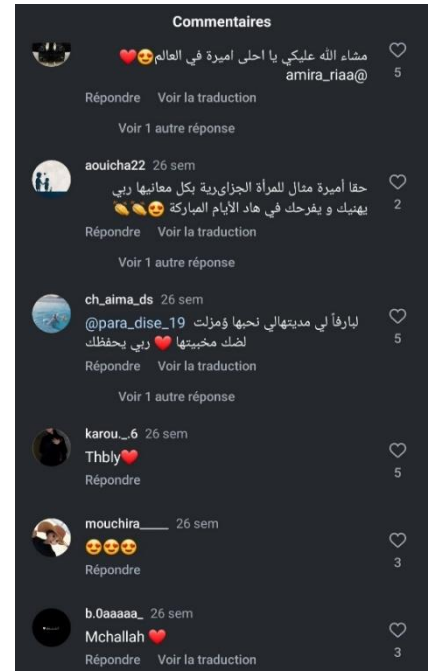 Commentaires
مشاء الله عليكي يا احلى اميرة في العالم😍❤️
@amira_riaa
5
Répondre Voir la traduction
Voir 1 autre réponse
aouicha22 26 sem
حقا أميرة مثال للمرأة الجزاىرية بكل معانيها ربي
يهنيك و يفرحك في هاد الأيام المباركة 😍👏👏
2
Répondre Voir la traduction
Voir 1 autre réponse
ch_aima_ds 26 sem
@para_dise_19 لبارفاً لي مديتهالي نحبها ؤمزلت
لضك مخبيتها ❤️ ربي يحفظك
5
Répondre Voir la traduction
Voir 1 autre réponse
karou._.6 26 sem
Thbly❤️
5
Répondre
mouchira____ 26 sem
😍😍😍
3
Répondre
b.0aaaaa_ 26 sem
Mchallah ❤️
3
Répondre Voir la traduction